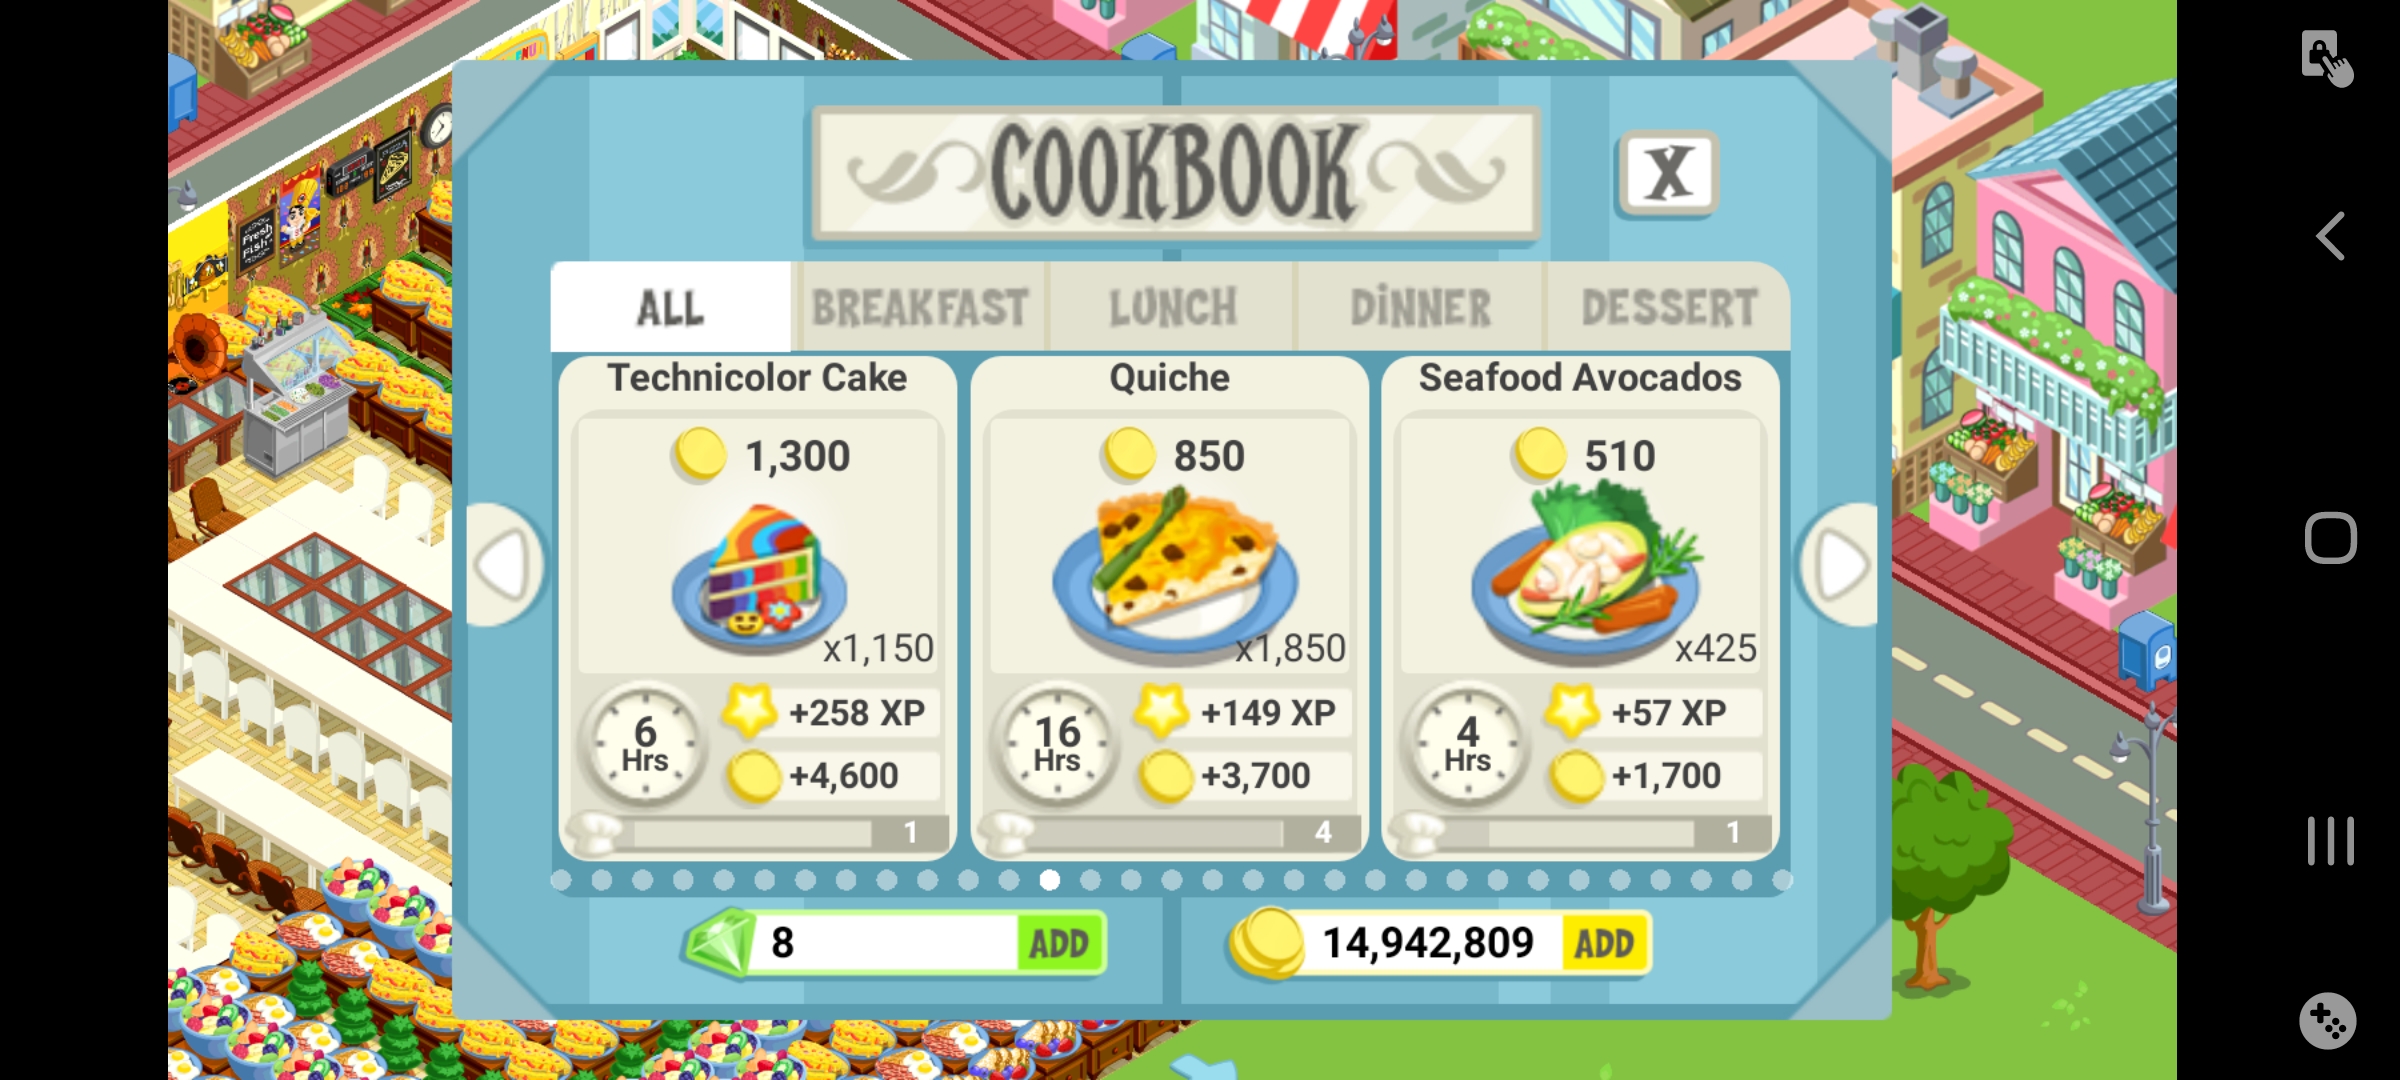 COOKBOOK
X
ALL
BREAKFAST
LUNCH
DINNER
DESSERT
Technicolor Cake
1,300
x1,150
6
Hrs
+258 XP
+4,600
1
Quiche
850
x1,850
16
Hrs
+149 XP
+3,700
4
Seafood Avocados
510
x425
4
Hrs
+57 XP
+1,700
1
8
ADD
14,942,809
ADD
Fresh
Fish